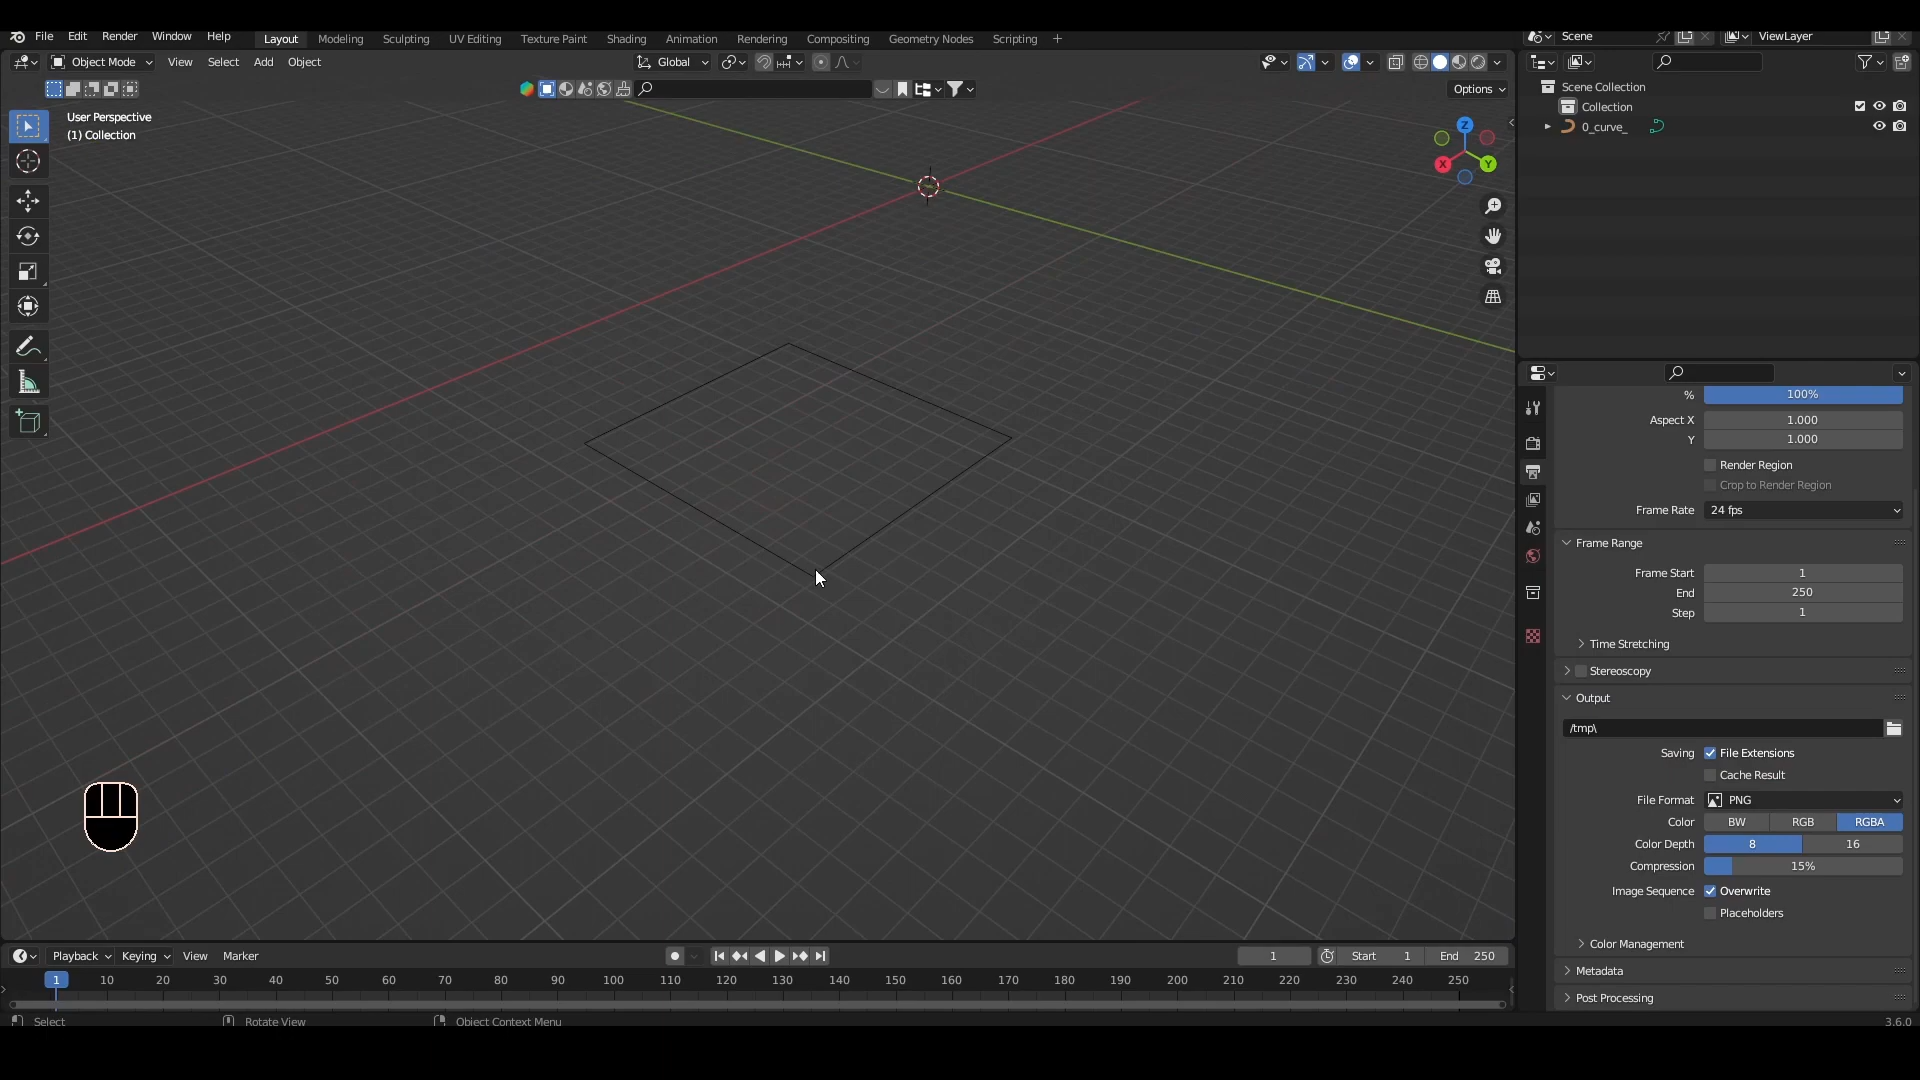 File Edit Render Window Help Layout Modeling Sculpting UV Editing Texture Paint Shading Animation Rendering Compositing Geometry Nodes Scripting + Scene ViewLayer
Object Mode View Select Add Object Global
Options
User Perspective
(1) Collection
Z
X
Y
Scene Collection
Collection
0_curve_
% 100%
Aspect X 1.000
Y 1.000
Render Region
Crop to Render Region
Frame Rate 24 fps
Frame Range
Frame Start 1
End 250
Step 1
Time Stretching
Stereoscopy
Output
/tmp\
Saving File Extensions
Cache Result
File Format PNG
Color BW RGB RGBA
Color Depth 8 16
Compression 15%
Image Sequence Overwrite
Placeholders
Color Management
Metadata
Post Processing
Playback Keying View Marker 1 Start 1 End 250
1 10 20 30 40 50 60 70 80 90 100 110 120 130 140 150 160 170 180 190 200 210 220 230 240 250
Select Rotate View Object Context Menu 3.6.0